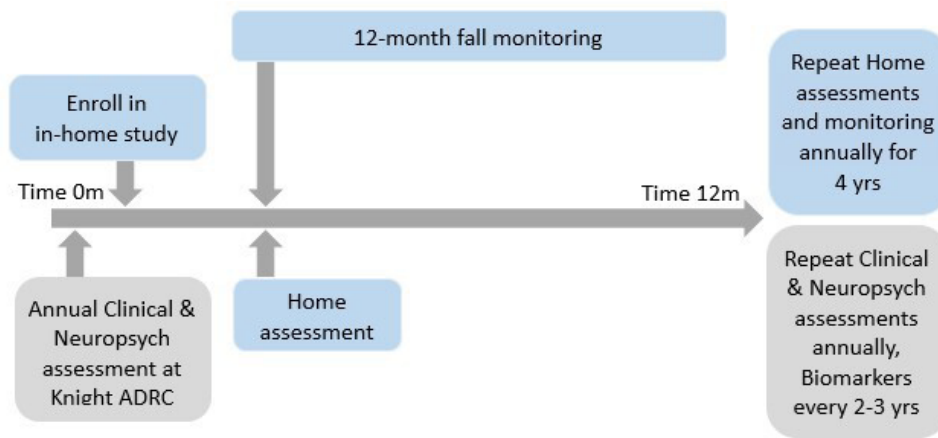 12-month fall monitoring
Enroll in
in-home study
Time 0m
Time 12m
Annual Clinical &
Neuropsych
assessment at
Knight ADRC
Home
assessment
Repeat Home
assessments
and monitoring
annually for
4 yrs
Repeat Clinical
& Neuropsych
assessments
annually,
Biomarkers
every 2-3 yrs